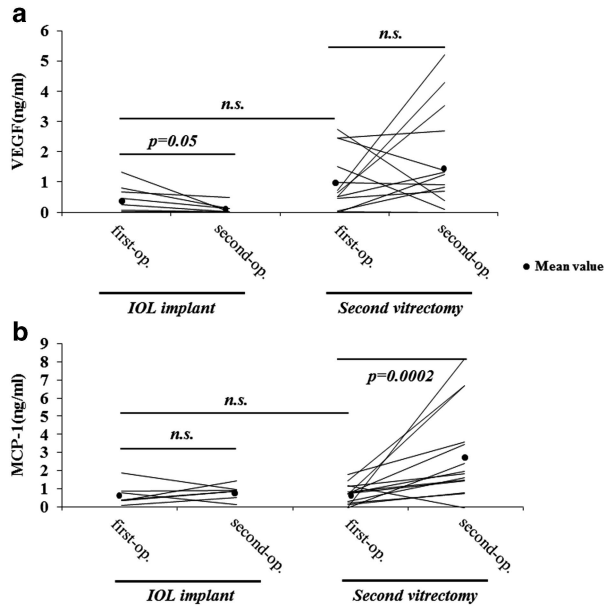 a
VEGF(ng/ml)
6
5
4
3
2
1
0
n.s.
n.s.
p=0.05
first-op.
second-op.
first-op.
second-op.
IOL implant
Second vitrectomy
● Mean value
b
MCP-1(ng/ml)
9
8
7
6
5
4
3
2
1
0
p=0.0002
n.s.
n.s.
first-op.
second-op.
first-op.
second-op.
IOL implant
Second vitrectomy